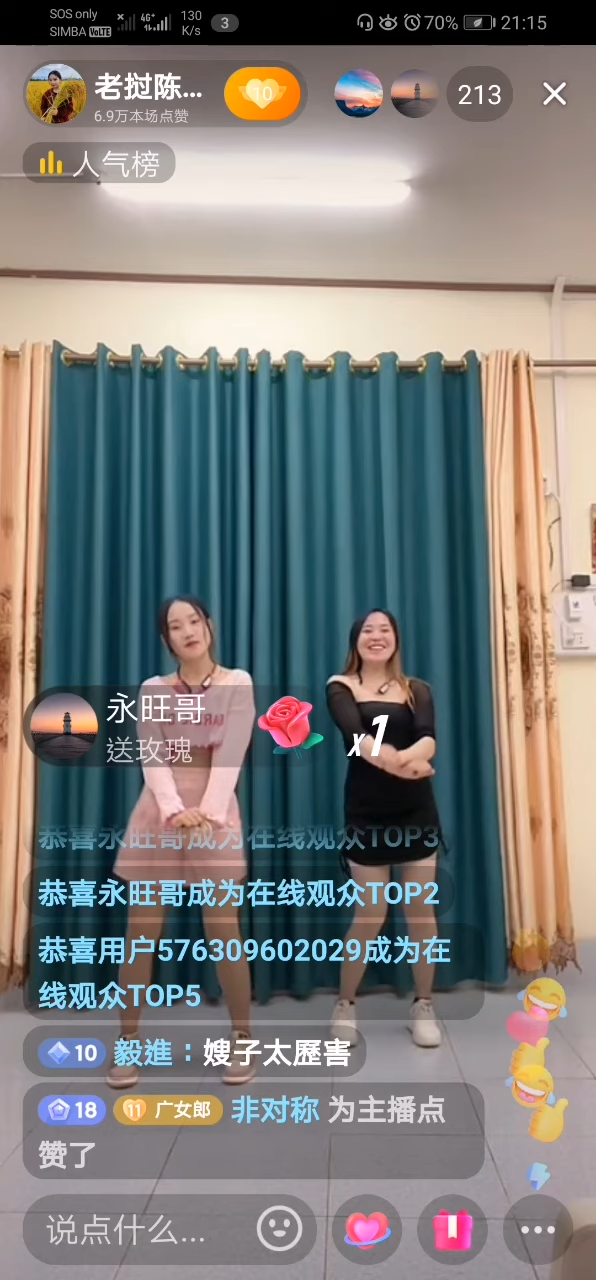 SOS only
SIMBA VoLTE
4G+
130
K/s
3
70%
21:15
老挝陈...
6.9万本场点赞
10
213
人气榜
永旺哥
送玫瑰
x1
恭喜永旺哥成为在线观众TOP3
恭喜永旺哥成为在线观众TOP2
恭喜用户576309602029成为在
线观众TOP5
10 毅進：嫂子太歷害
18 11 广女郎 非对称 为主播点
赞了
说点什么...